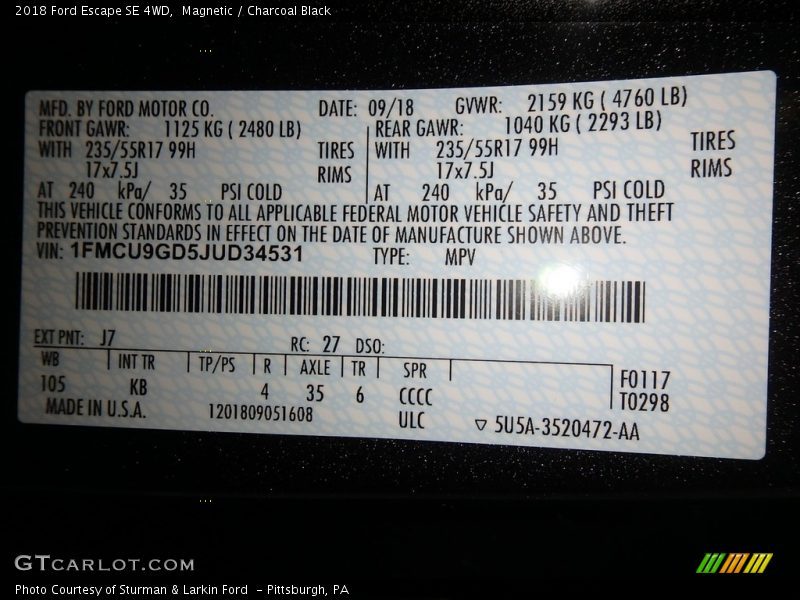 2018 Ford Escape SE 4WD,  Magnetic / Charcoal Black
MFD. BY FORD MOTOR CO. DATE: 09/18 GVWR: 2159 KG ( 4760 LB)
FRONT GAWR: 1125 KG ( 2480 LB) REAR GAWR: 1040 KG ( 2293 LB)
WITH 235/55R17 99H TIRES WITH 235/55R17 99H TIRES
17x7.5J RIMS 17x7.5J RIMS
AT 240 kPa/ 35 PSI COLD AT 240 kPa/ 35 PSI COLD
THIS VEHICLE CONFORMS TO ALL APPLICABLE FEDERAL MOTOR VEHICLE SAFETY AND THEFT
PREVENTION STANDARDS IN EFFECT ON THE DATE OF MANUFACTURE SHOWN ABOVE.
VIN: 1FMCU9GD5JUD34531 TYPE: MPV
EXT PNT: J7 RC: 27 DSO:
WB INT TR TP/PS R AXLE TR SPR F0117
105 KB 4 35 6 CCCC T0298
MADE IN U.S.A. 1201809051608 ULC ▽ 5U5A-3520472-AA
GTCARLOT.COM
Photo Courtesy of Sturman & Larkin Ford  - Pittsburgh, PA